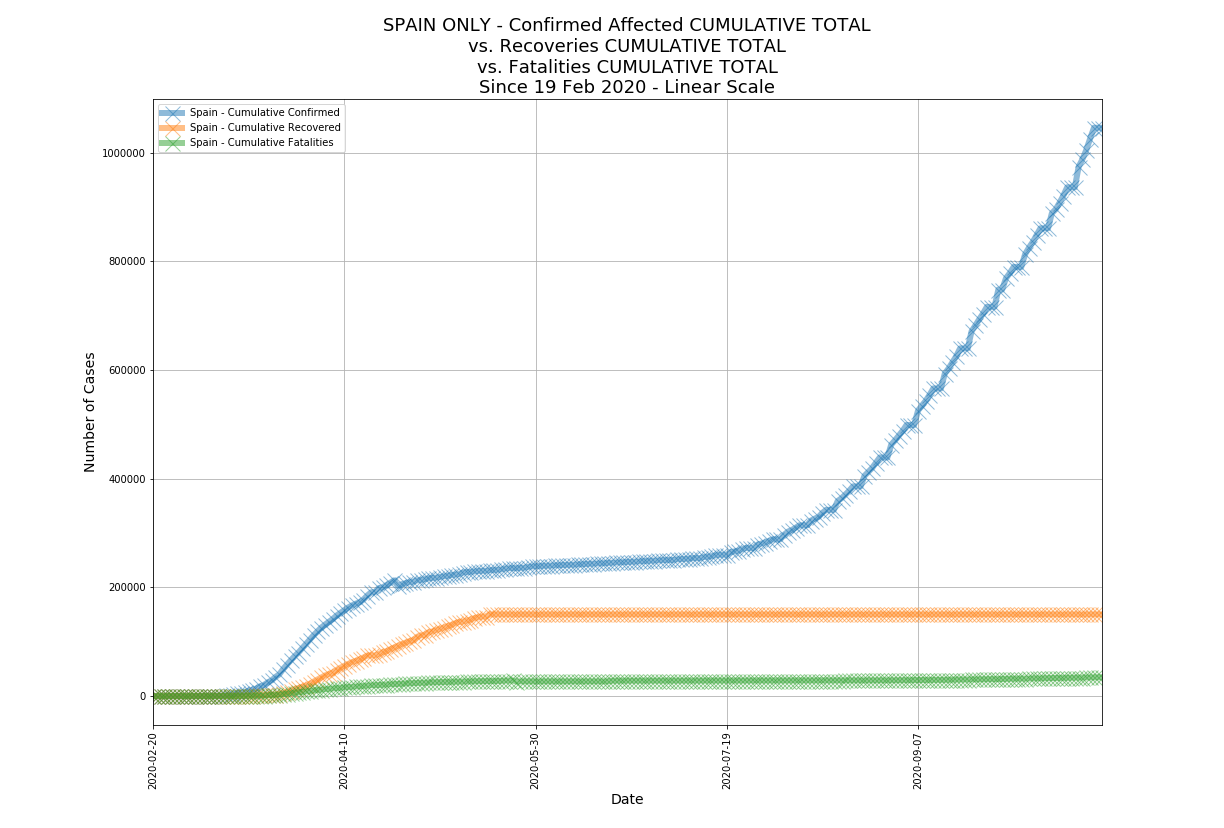 SPAIN ONLY - Confirmed Affected CUMULATIVE TOTAL
vs. Recoveries CUMULATIVE TOTAL
vs. Fatalities CUMULATIVE TOTAL
Since 19 Feb 2020 - Linear Scale
Spain - Cumulative Confirmed
Spain - Cumulative Recovered
Spain - Cumulative Fatalities
Number of Cases
1000000
800000
600000
400000
200000
0
2020-02-20
2020-04-10
2020-05-30
2020-07-19
2020-09-07
Date